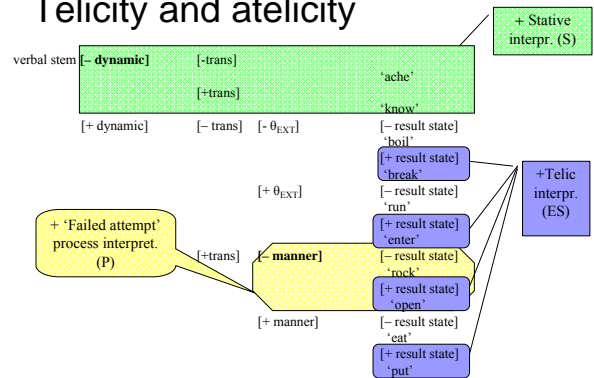 Telicity and atelicity
+ Stative
interpr. (S)
verbal stem [– dynamic] [-trans]
'ache'
[+trans]
'know'
[+ dynamic] [– trans] [- θEXT] [– result state]
'boil'
[+ result state]
'break'
+Telic
interpr.
(ES)
[+ θEXT] [– result state]
'run'
[+ result state]
'enter'
+ 'Failed attempt'
process interpret.
(P)
[+trans] [– manner] [– result state]
'rock'
[+ result state]
'open'
[+ manner] [– result state]
'eat'
[+ result state]
'put'